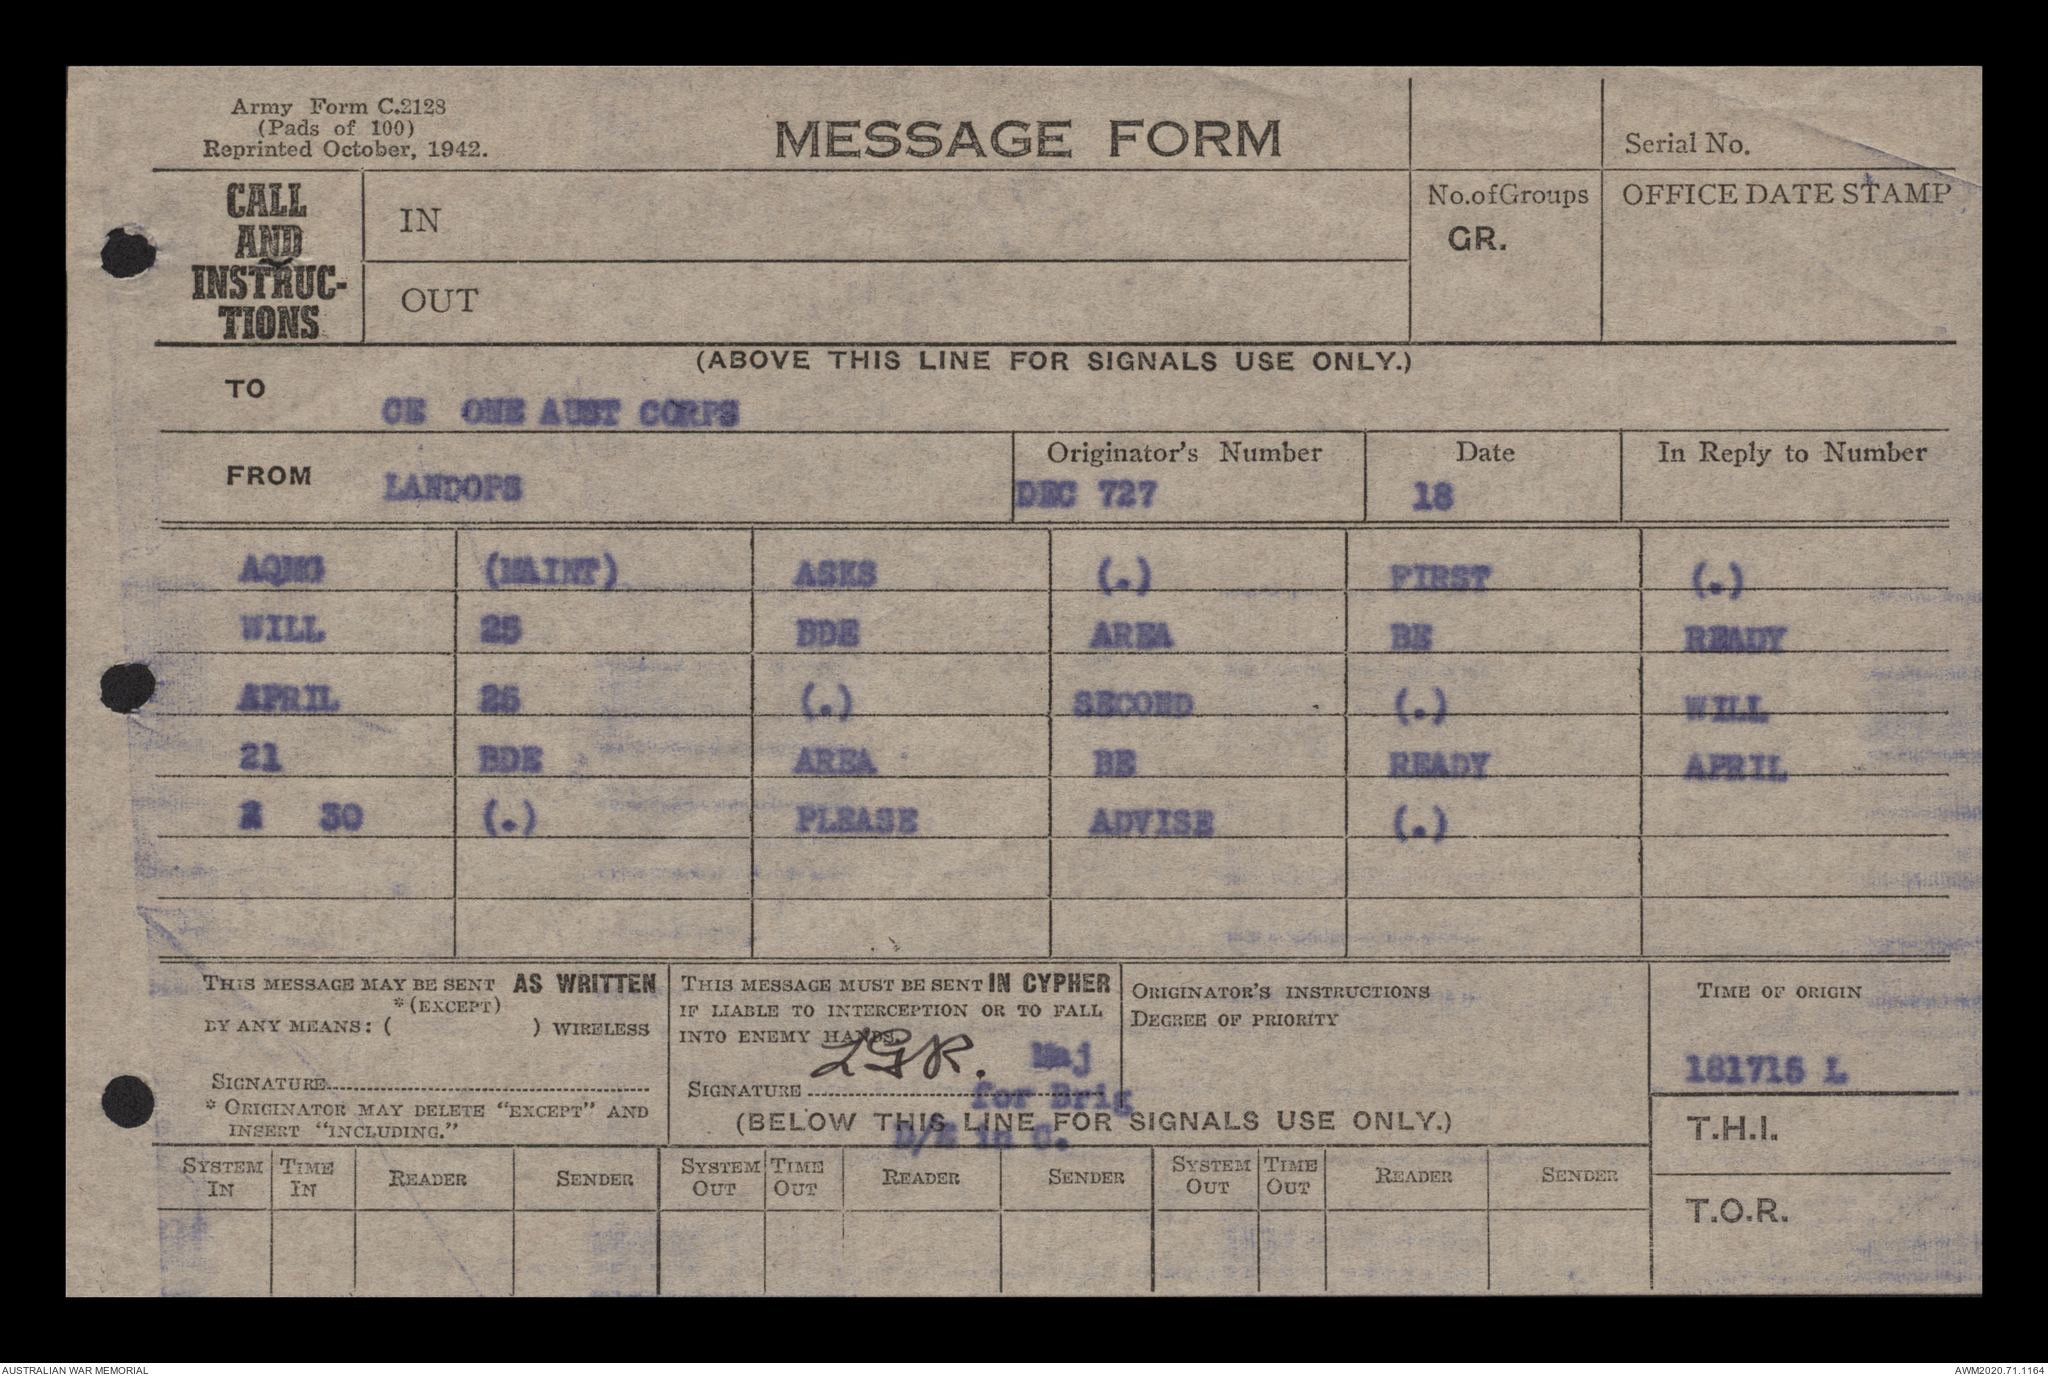 Army Form C.2128
(Pads of 100)
Reprinted October, 1942.
MESSAGE FORM
Serial No.
CALL AND INSTRUC-TIONS
IN
OUT
No.ofGroups
GR.
OFFICE DATE STAMP
(ABOVE THIS LINE FOR SIGNALS USE ONLY.)
TO CE ONE AUST CORPS
FROM LANDOPS
Originator's Number
DEC 727
Date
18
In Reply to Number
AQMG (MAINT) ASKS (.) FIRST (.)
WILL 25 BDE AREA BE READY
APRIL 25 (.) SECOND (.) WILL
21 BDE AREA BE READY APRIL
30 (.) PLEASE ADVISE (.)
THIS MESSAGE MAY BE SENT AS WRITTEN
*(EXCEPT)
BY ANY MEANS: ( ) WIRELESS
SIGNATURE
* ORIGINATOR MAY DELETE "EXCEPT" AND
INSERT "INCLUDING."
THIS MESSAGE MUST BE SENT IN CYPHER
IF LIABLE TO INTERCEPTION OR TO FALL
INTO ENEMY HANDS.
LGR. Maj
SIGNATURE for Brig
D/E in C.
ORIGINATOR'S INSTRUCTIONS
DEGREE OF PRIORITY
TIME OF ORIGIN
181715 L
T.H.I.
T.O.R.
(BELOW THIS LINE FOR SIGNALS USE ONLY.)
SYSTEM IN TIME IN READER SENDER SYSTEM OUT TIME OUT READER SENDER SYSTEM OUT TIME OUT READER SENDER
AUSTRALIAN WAR MEMORIAL
AWM2020.71.1164